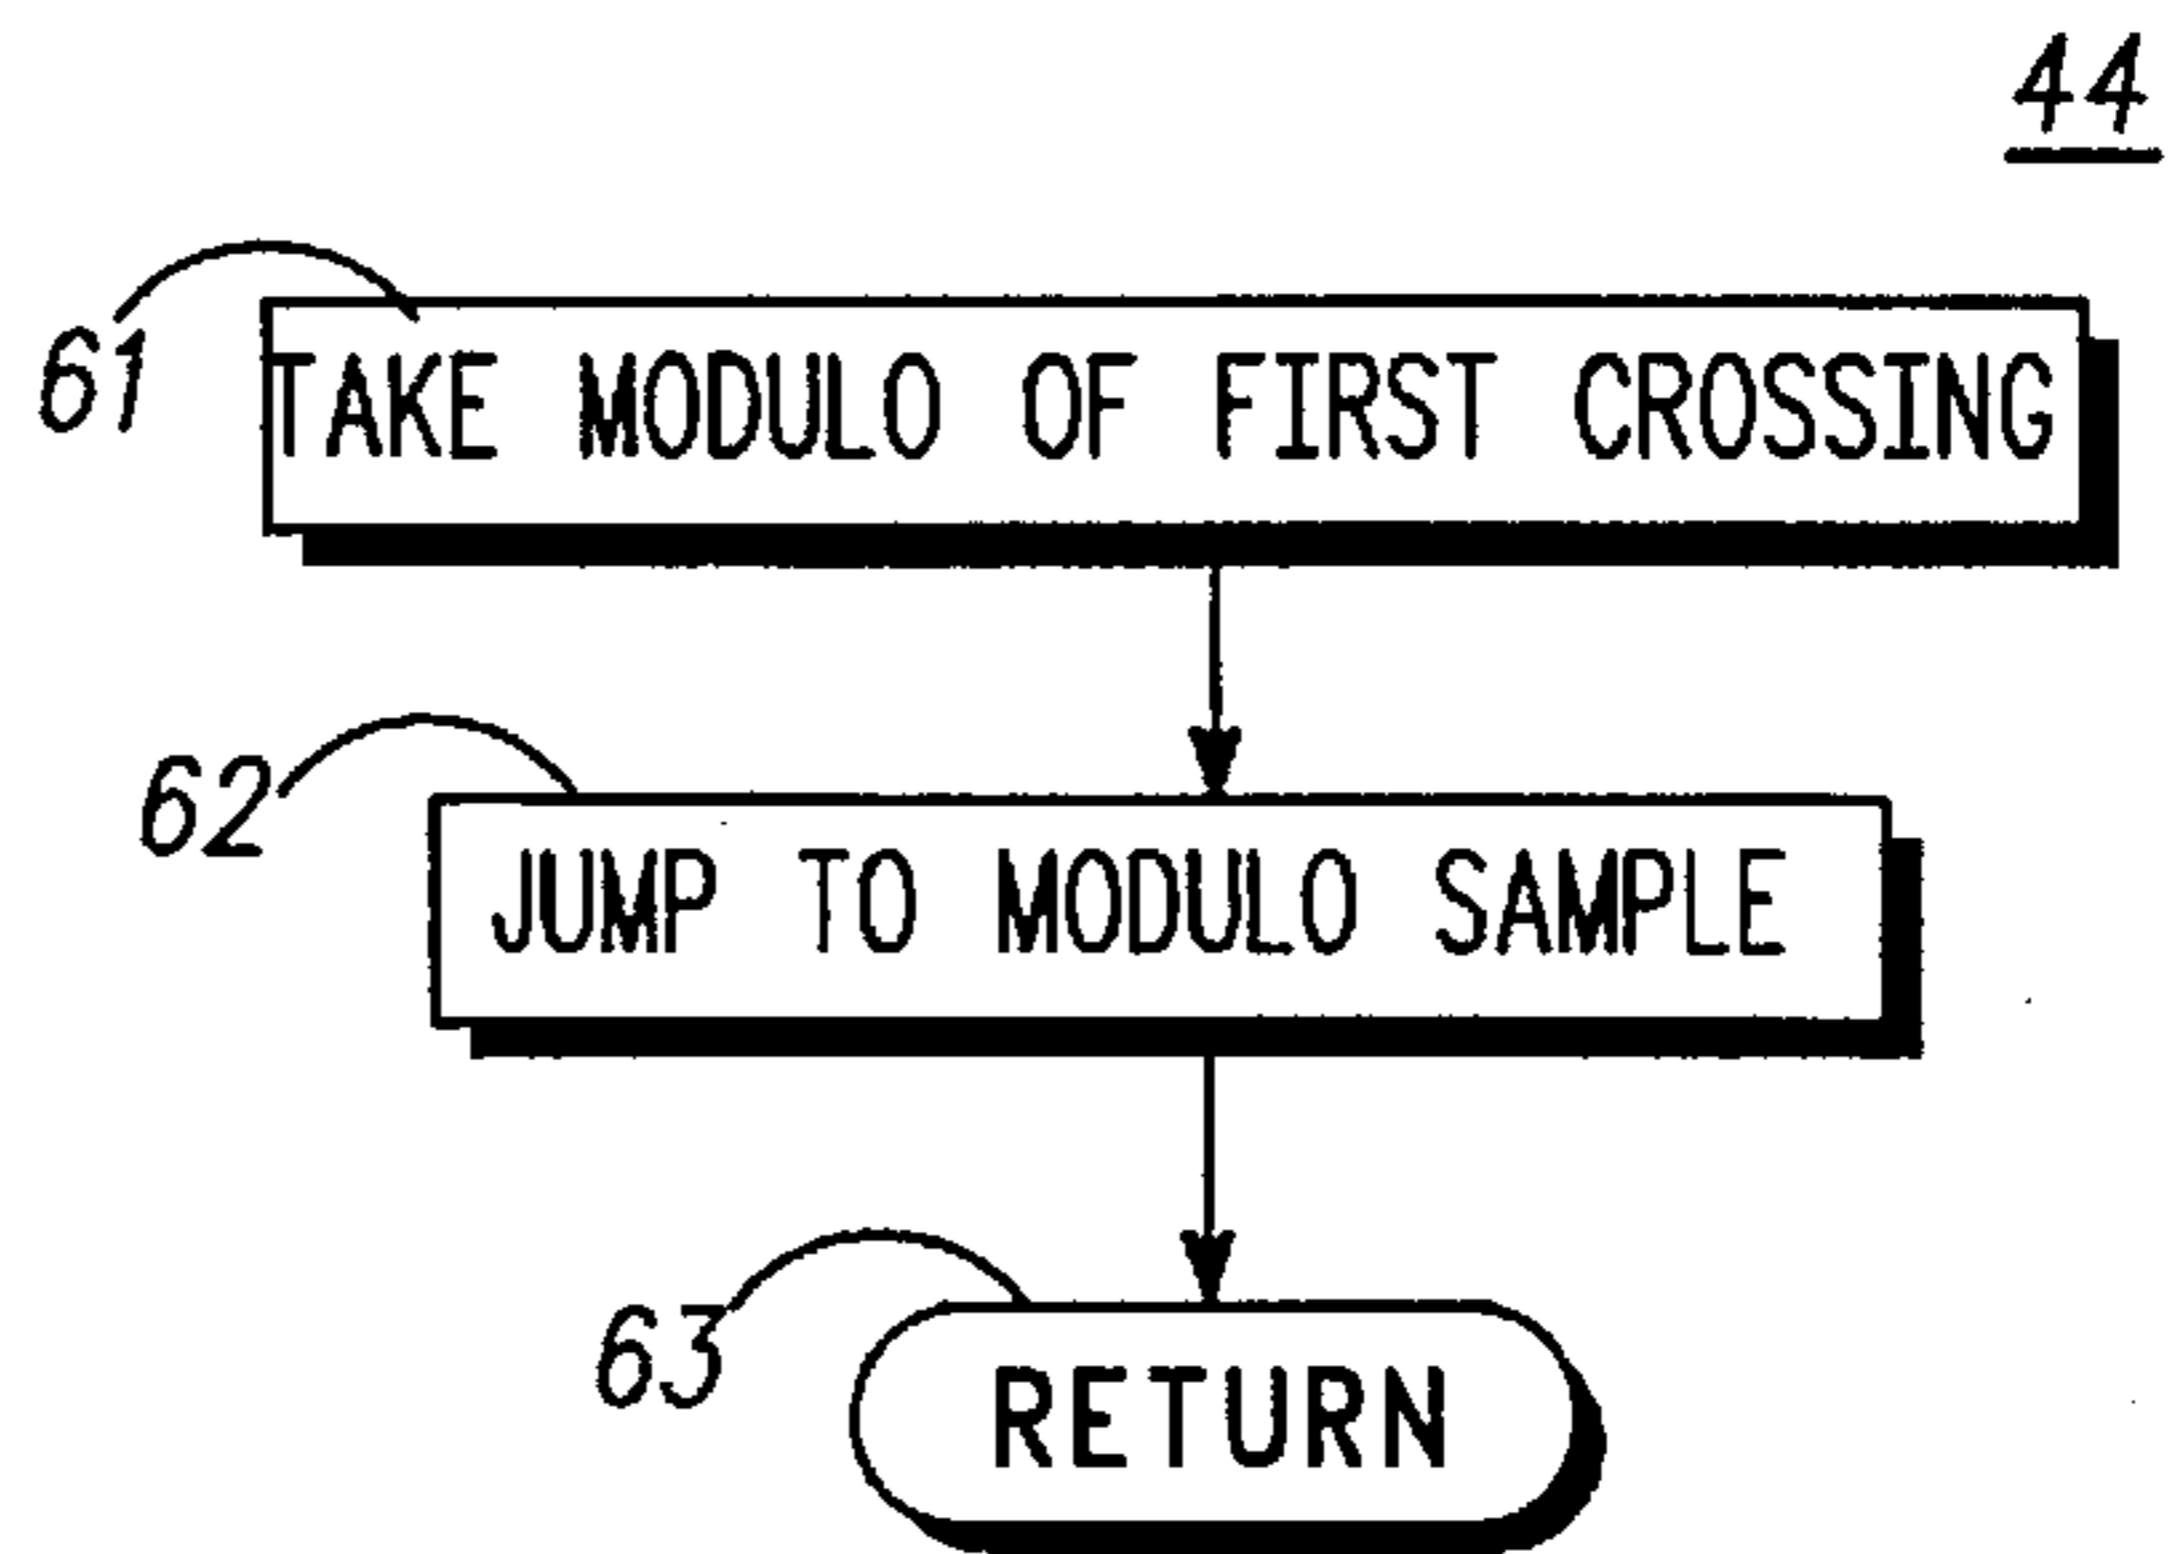 44
61
TAKE MODULO OF FIRST CROSSING
62
JUMP TO MODULO SAMPLE
63
RETURN